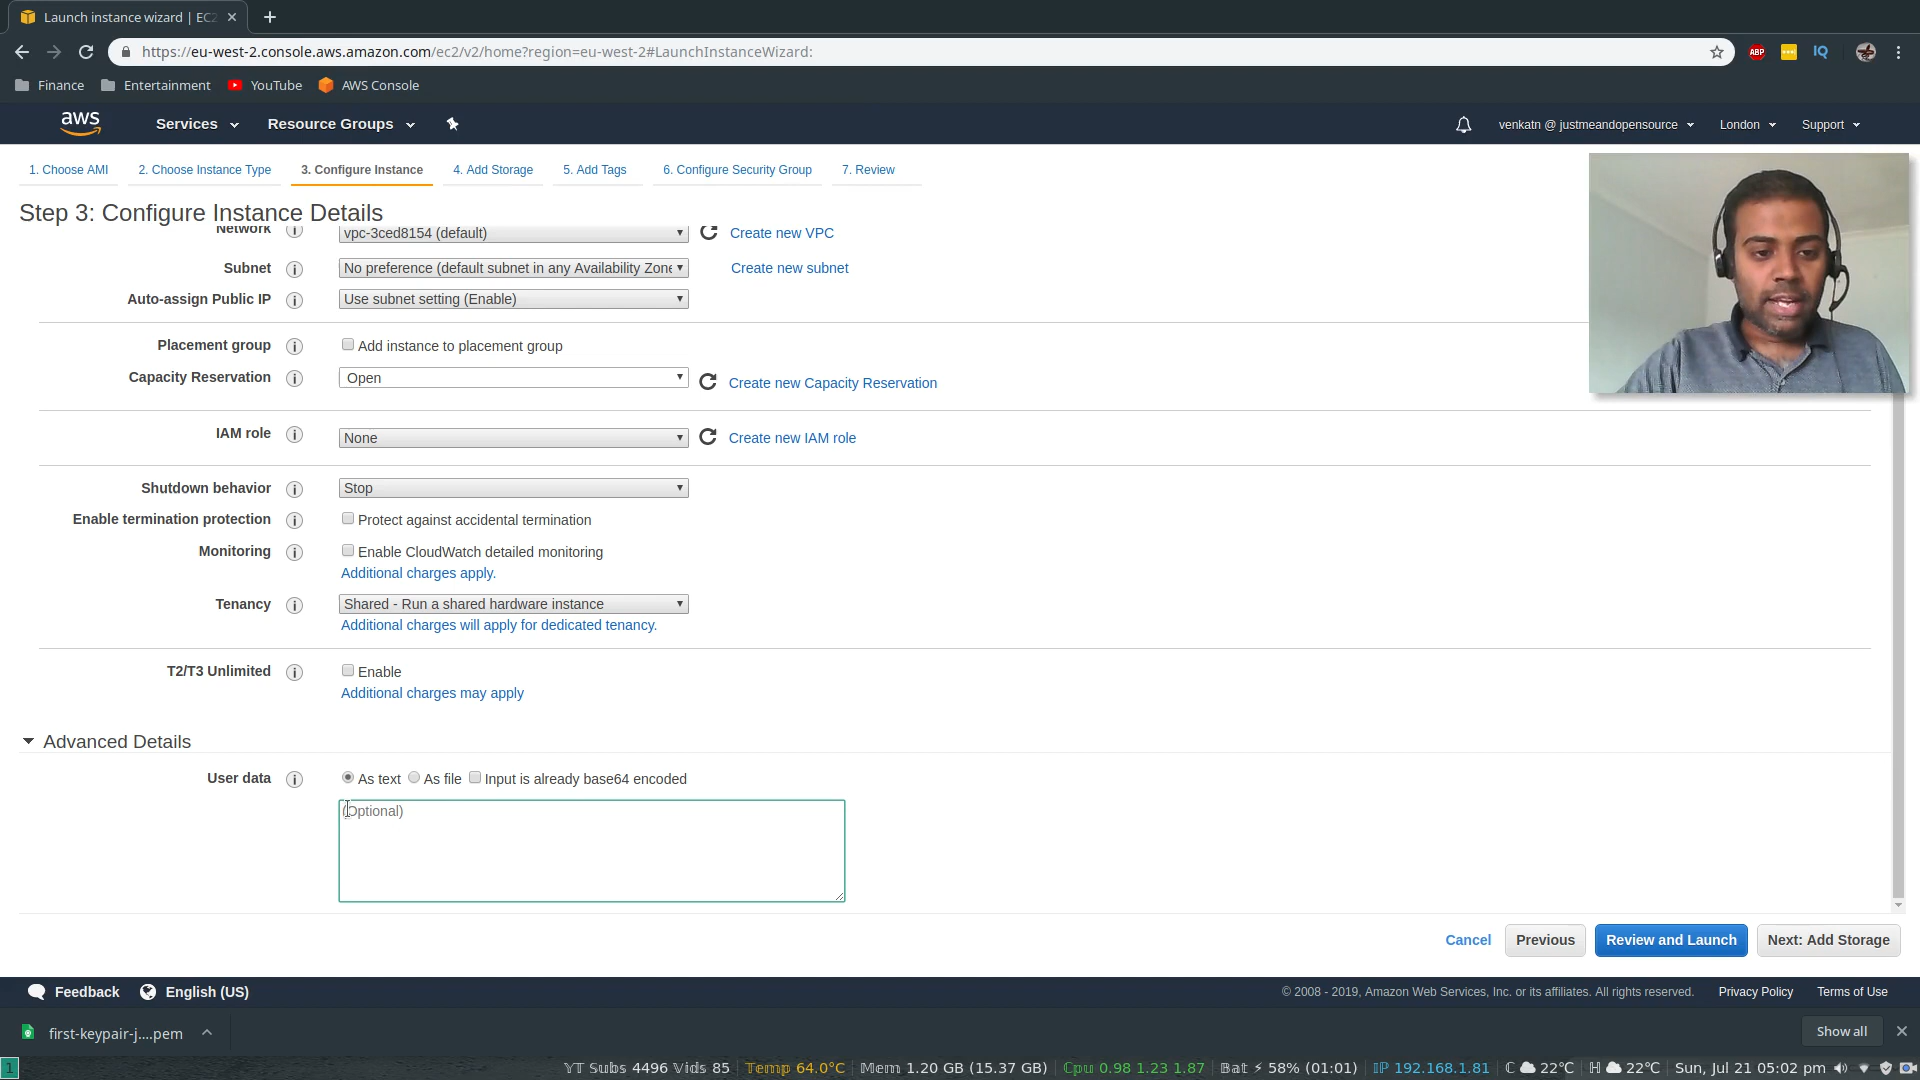 Launch instance wizard | EC
https://eu-west-2.console.aws.amazon.com/ec2/v2/home?region=eu-west-2#LaunchInstanceWizard:
ABP
IQ
Finance
Entertainment
YouTube
AWS Console
aws
Services
Resource Groups
venkatn @ justmeandopensource
London
Support
1. Choose AMI
2. Choose Instance Type
3. Configure Instance
4. Add Storage
5. Add Tags
6. Configure Security Group
7. Review
Step 3: Configure Instance Details
Network
vpc-3ced8154 (default)
Create new VPC
Subnet
No preference (default subnet in any Availability Zone
Create new subnet
Auto-assign Public IP
Use subnet setting (Enable)
Placement group
Add instance to placement group
Capacity Reservation
Open
Create new Capacity Reservation
IAM role
None
Create new IAM role
Shutdown behavior
Stop
Enable termination protection
Protect against accidental termination
Monitoring
Enable CloudWatch detailed monitoring
Additional charges apply.
Tenancy
Shared - Run a shared hardware instance
Additional charges will apply for dedicated tenancy.
T2/T3 Unlimited
Enable
Additional charges may apply
Advanced Details
User data
As text
As file
Input is already base64 encoded
(Optional)
Cancel
Previous
Review and Launch
Next: Add Storage
Feedback
English (US)
© 2008 - 2019, Amazon Web Services, Inc. or its affiliates. All rights reserved.
Privacy Policy
Terms of Use
first-keypair-j....pem
Show all
1
YT Subs 4496 Vids 85
Temp 64.0°C
Mem 1.20 GB (15.37 GB)
Cpu 0.98 1.23 1.87
Bat ⚡ 58% (01:01)
IP 192.168.1.81
C 22°C
H 22°C
Sun, Jul 21 05:02 pm